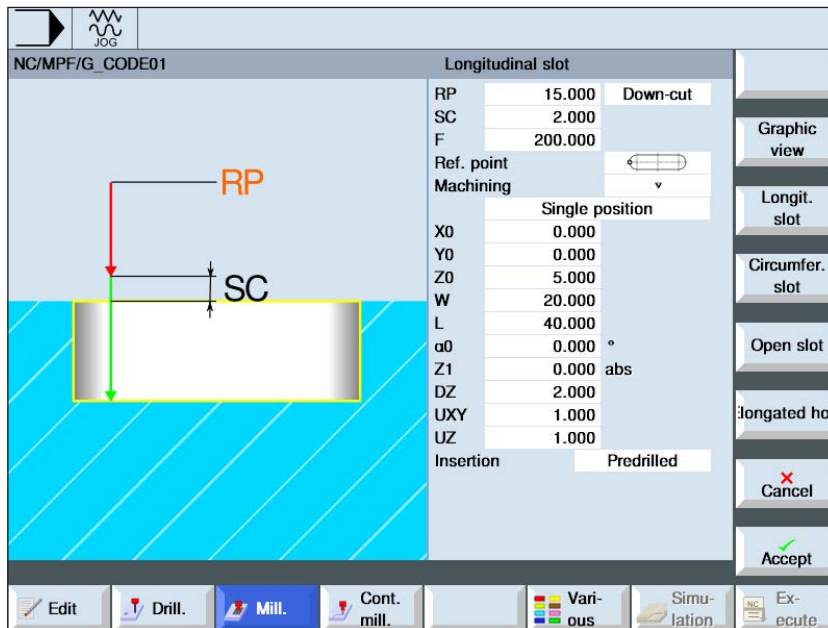 JOG
NC/MPF/G_CODE01
Longitudinal slot
RP
SC
RP 15.000 Down-cut
SC 2.000
F 200.000
Ref. point
Machining ▿
Single position
X0 0.000
Y0 0.000
Z0 5.000
W 20.000
L 40.000
α0 0.000 °
Z1 0.000 abs
DZ 2.000
UXY 1.000
UZ 1.000
Insertion Predrilled
Graphic
view
Longit.
slot
Circumfer.
slot
Open slot
Elongated ho
Cancel
Accept
Edit
Drill.
Mill.
Cont.
mill.
Vari-
ous
Simu-
lation
NC
Ex-
ecute